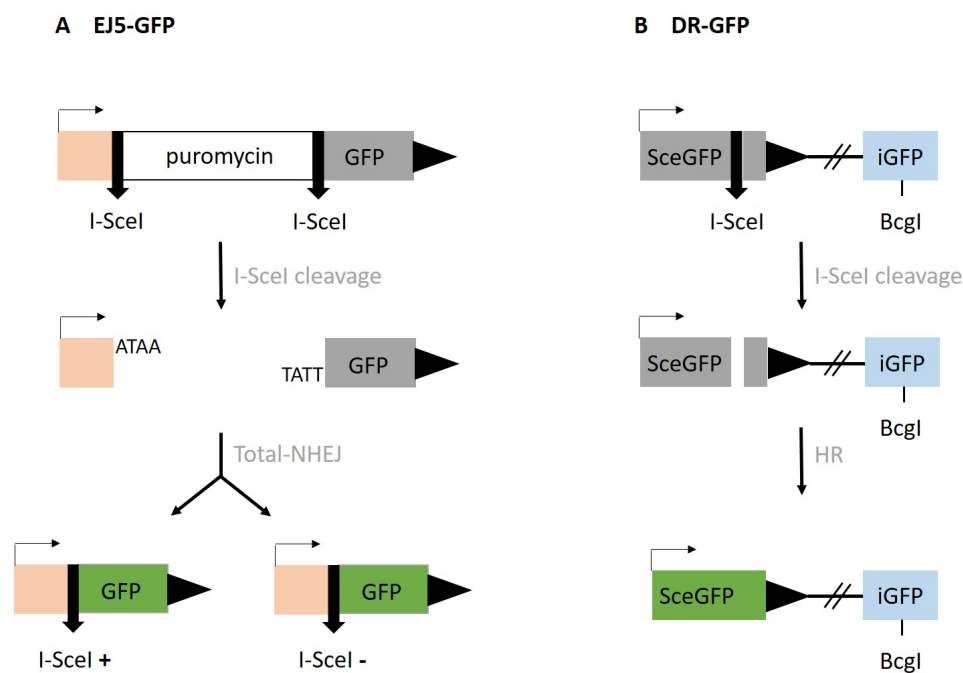 A EJ5-GFP
puromycin
GFP
I-SceI
I-SceI
I-SceI cleavage
ATAA
TATT
GFP
Total-NHEJ
GFP
GFP
I-SceI +
I-SceI -
B DR-GFP
SceGFP
iGFP
I-SceI
BcgI
I-SceI cleavage
SceGFP
iGFP
BcgI
HR
SceGFP
iGFP
BcgI